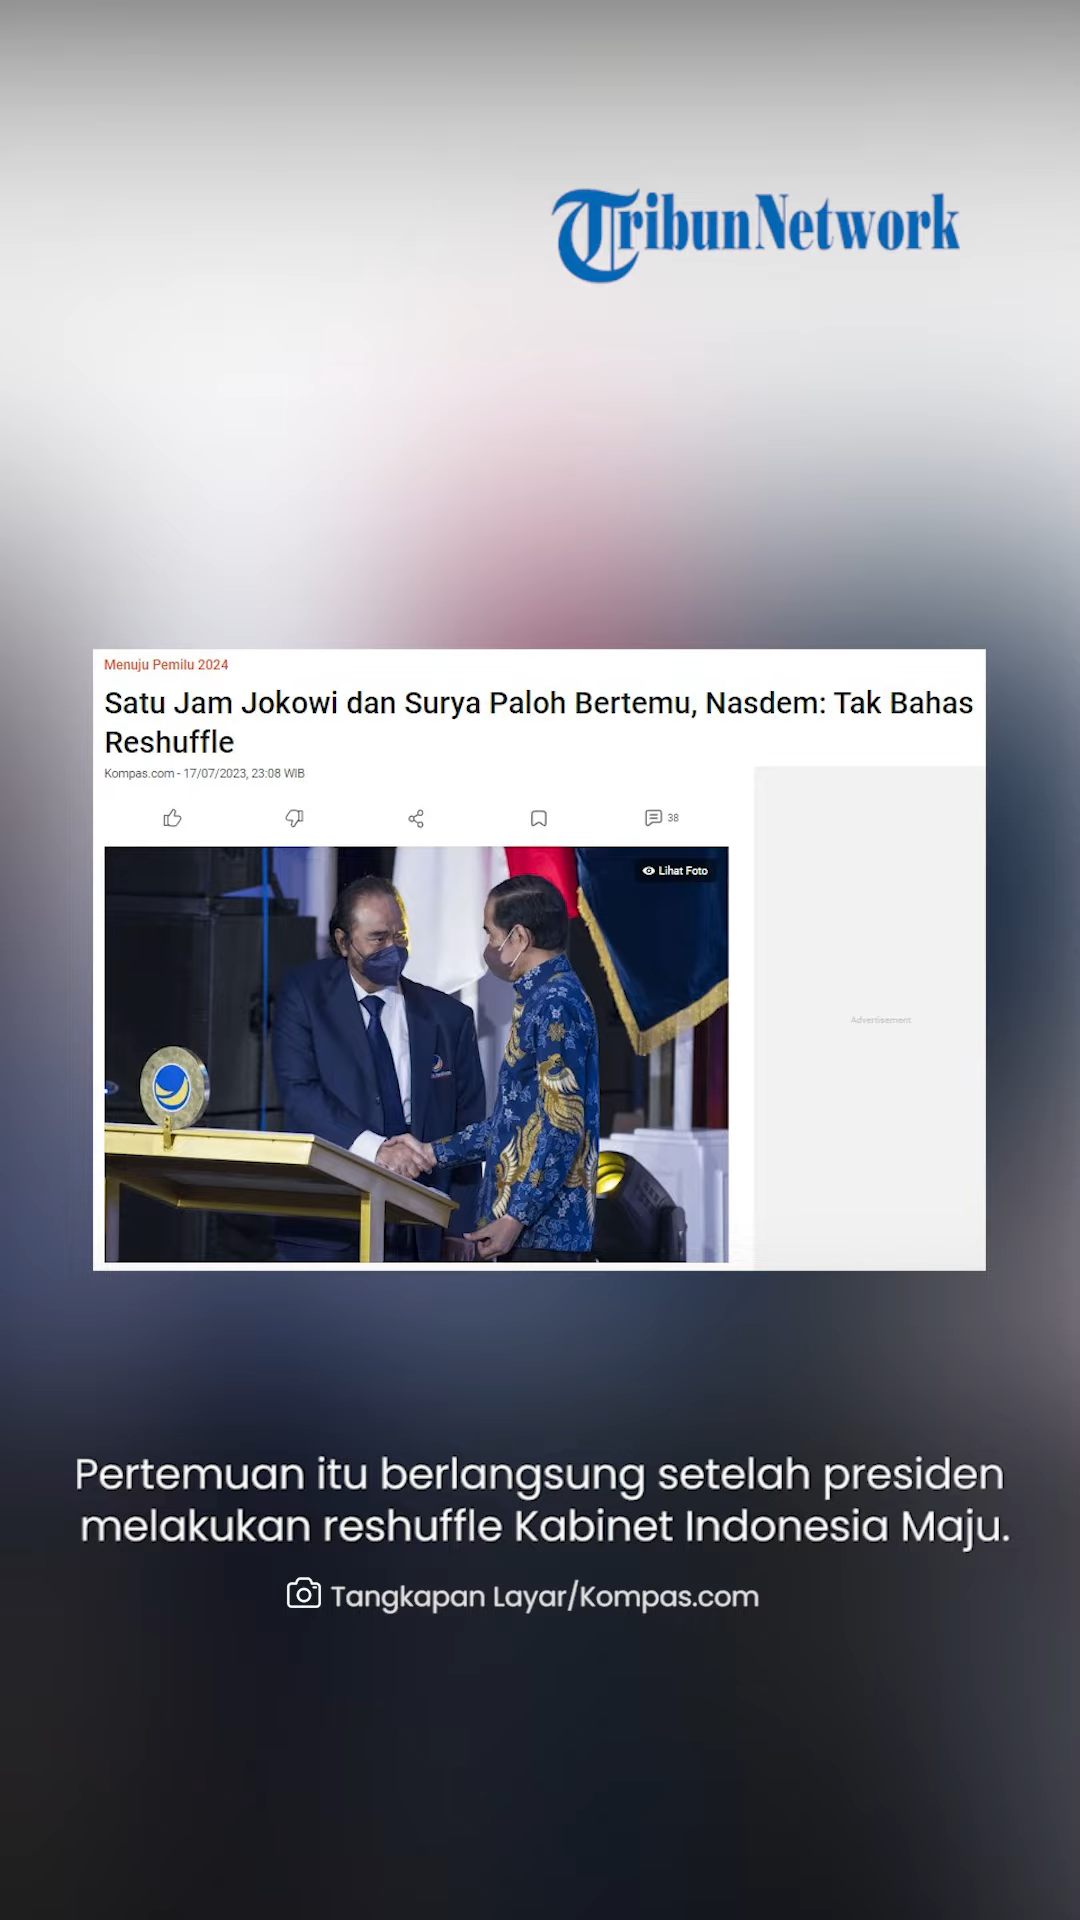 TribunNetwork
Menuju Pemilu 2024
Satu Jam Jokowi dan Surya Paloh Bertemu, Nasdem: Tak Bahas
Reshuffle
Kompas.com - 17/07/2023, 23:08 WIB
38
Lihat Foto
Advertisement
Pertemuan itu berlangsung setelah presiden
melakukan reshuffle Kabinet Indonesia Maju.
Tangkapan Layar/Kompas.com